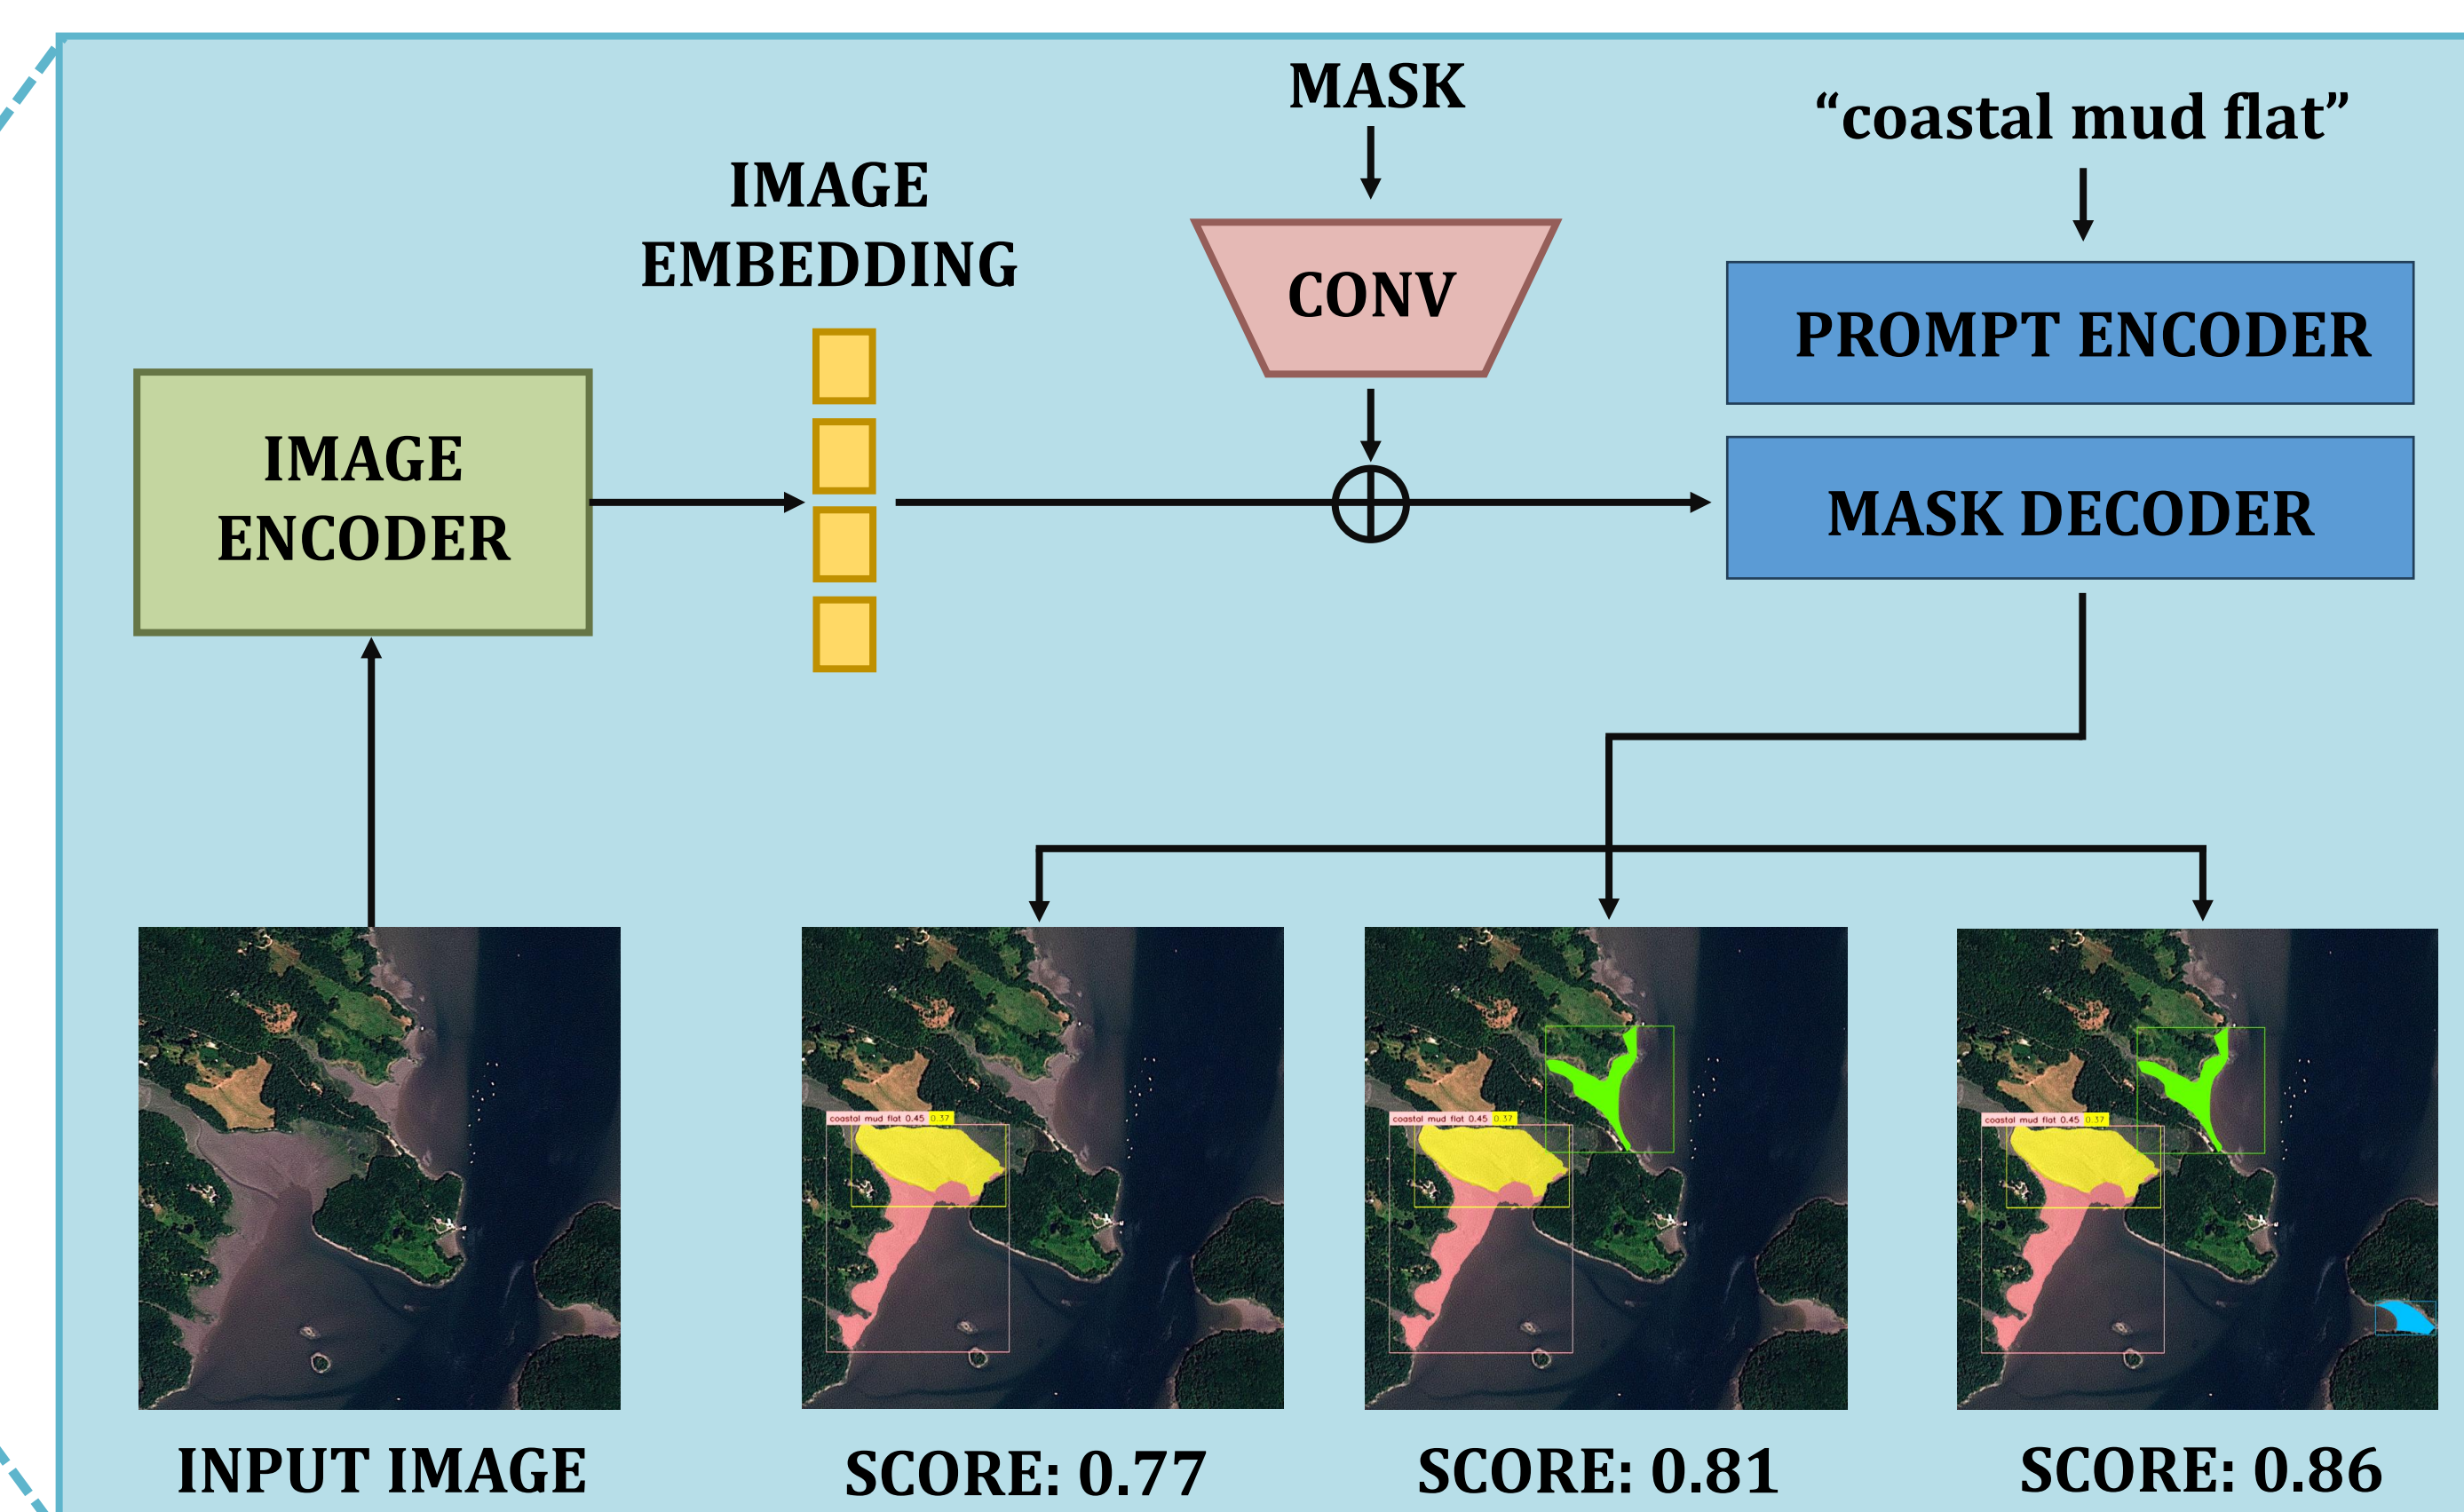 MASK
“coastal mud flat”
IMAGE
EMBEDDING
CONV
PROMPT ENCODER
IMAGE
ENCODER
MASK DECODER
coastal mud flat 0.45 0.37
coastal mud flat 0.45 0.37
coastal mud flat 0.45 0.37
INPUT IMAGE
SCORE: 0.77
SCORE: 0.81
SCORE: 0.86